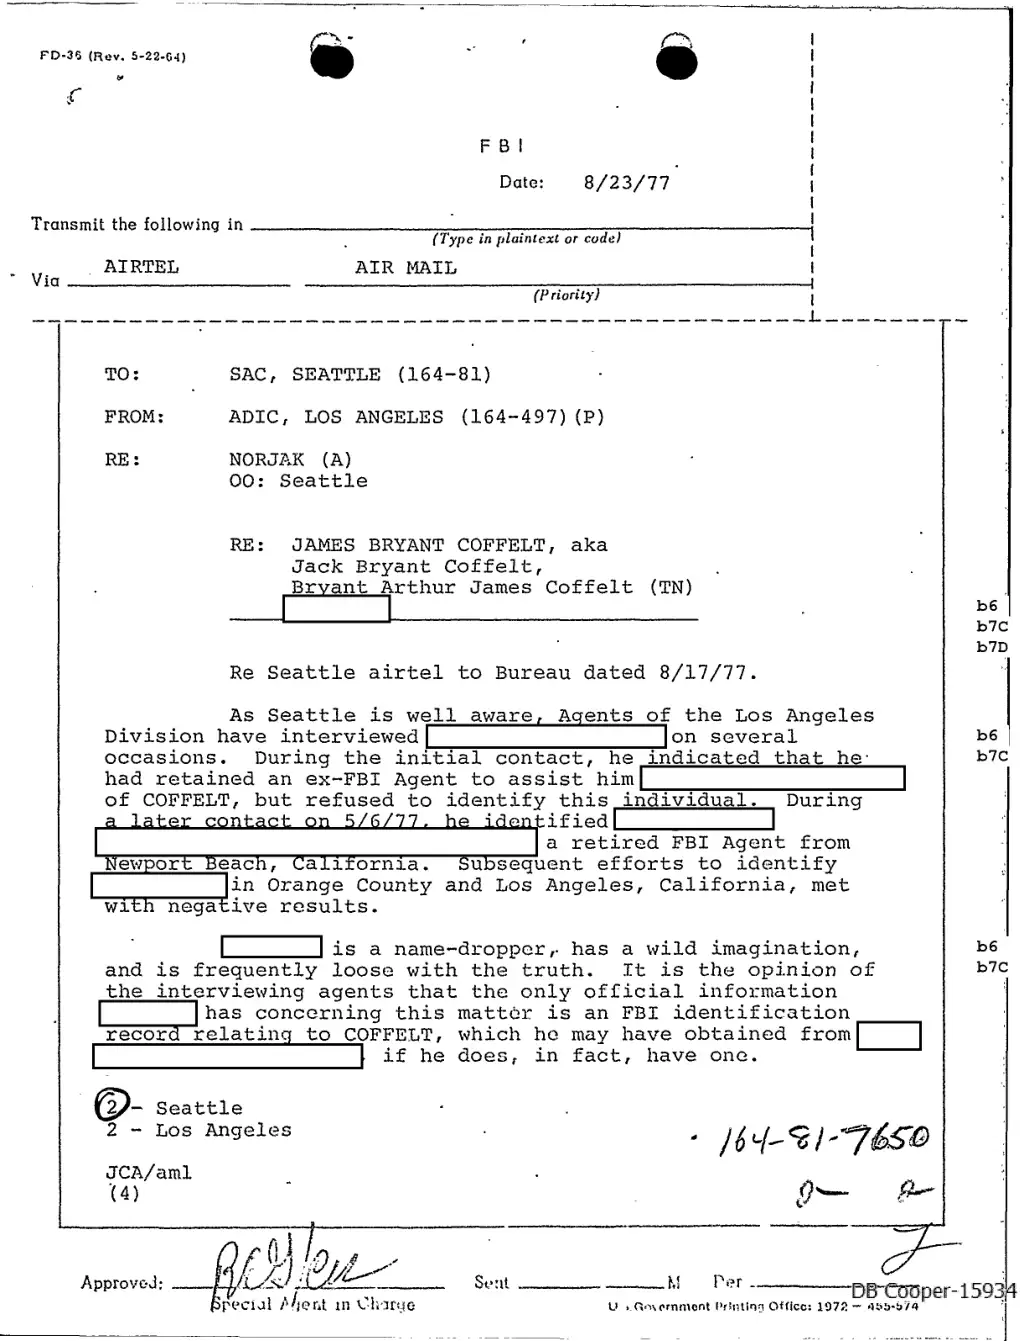 FD-36 (Rev. 5-22-64)
F B I
Date: 8/23/77
Transmit the following in
(Type in plaintext or code)
Via AIRTEL AIR MAIL
(Priority)
TO: SAC, SEATTLE (164-81)
FROM: ADIC, LOS ANGELES (164-497)(P)
RE: NORJAK (A)
OO: Seattle
RE: JAMES BRYANT COFFELT, aka
Jack Bryant Coffelt,
Bryant Arthur James Coffelt (TN)
b6
b7C
b7D
Re Seattle airtel to Bureau dated 8/17/77.
As Seattle is well aware, Agents of the Los Angeles
Division have interviewed on several
occasions. During the initial contact, he indicated that he
had retained an ex-FBI Agent to assist him
of COFFELT, but refused to identify this individual. During
a later contact on 5/6/77, he identified
a retired FBI Agent from
Newport Beach, California. Subsequent efforts to identify
in Orange County and Los Angeles, California, met
with negative results.
b6
b7C
is a name-dropper, has a wild imagination,
and is frequently loose with the truth. It is the opinion of
the interviewing agents that the only official information
has concerning this matter is an FBI identification
record relating to COFFELT, which he may have obtained from
if he does, in fact, have one.
b6
b7C
2 - Seattle
2 - Los Angeles
JCA/aml
(4)
164-81-7650
Approved: Sent M Per
Special Agent in Charge
U.S. Government Printing Office: 1972 - 455-574
DB Cooper-15934